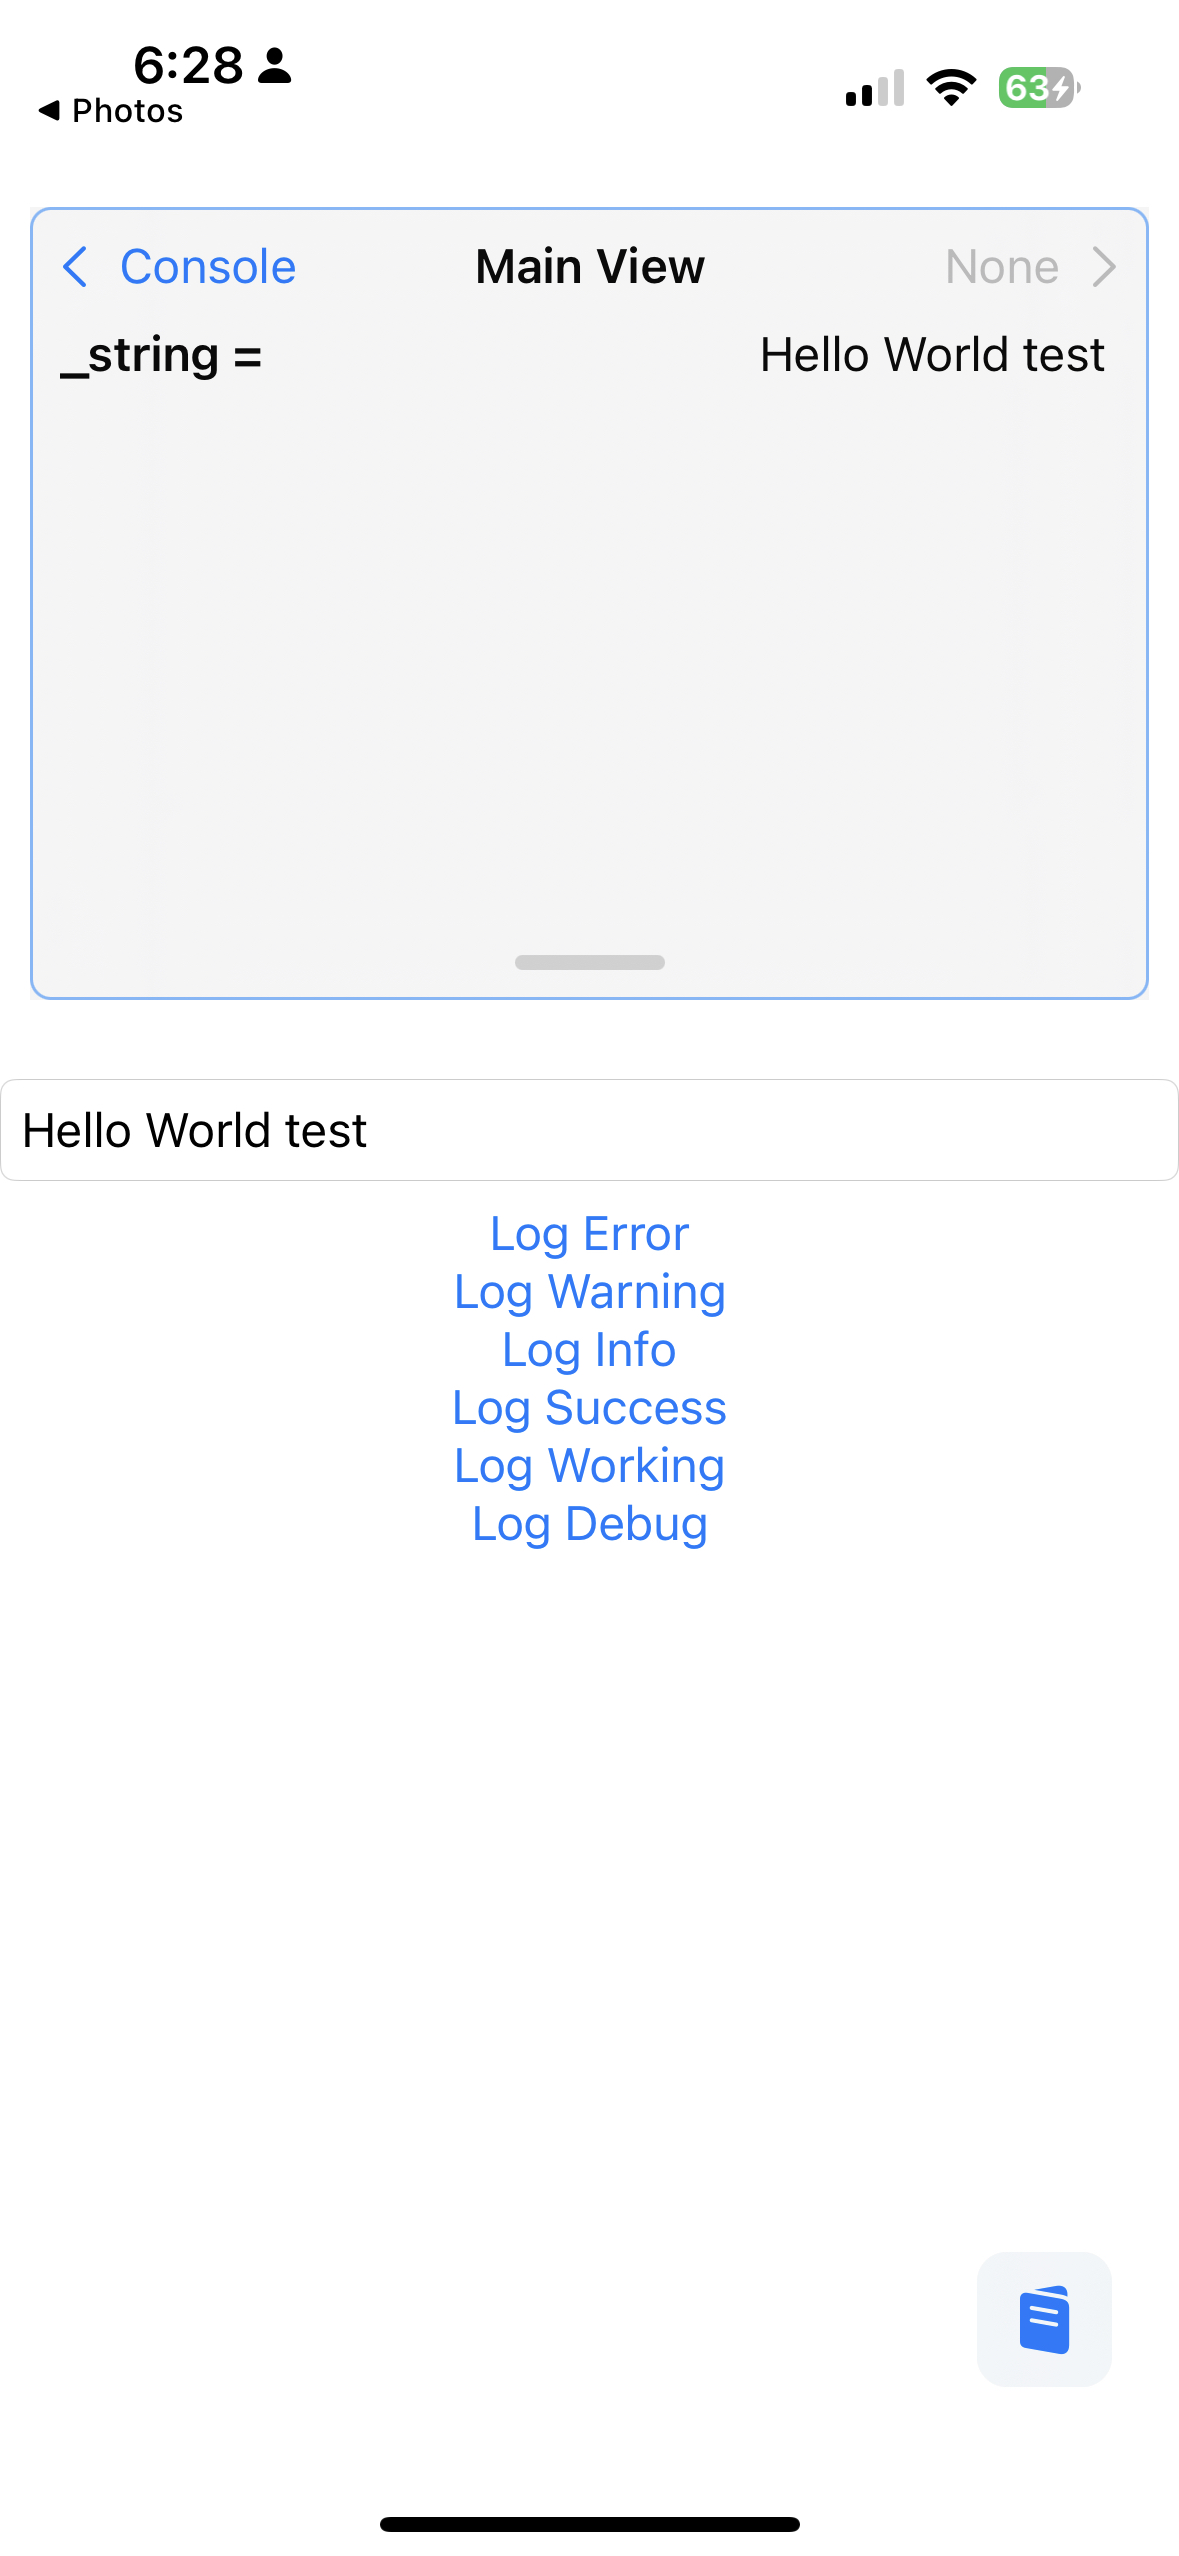 6:28
Photos
63
Console Main View None
_string = Hello World test
Hello World test
Log Error
Log Warning
Log Info
Log Success
Log Working
Log Debug